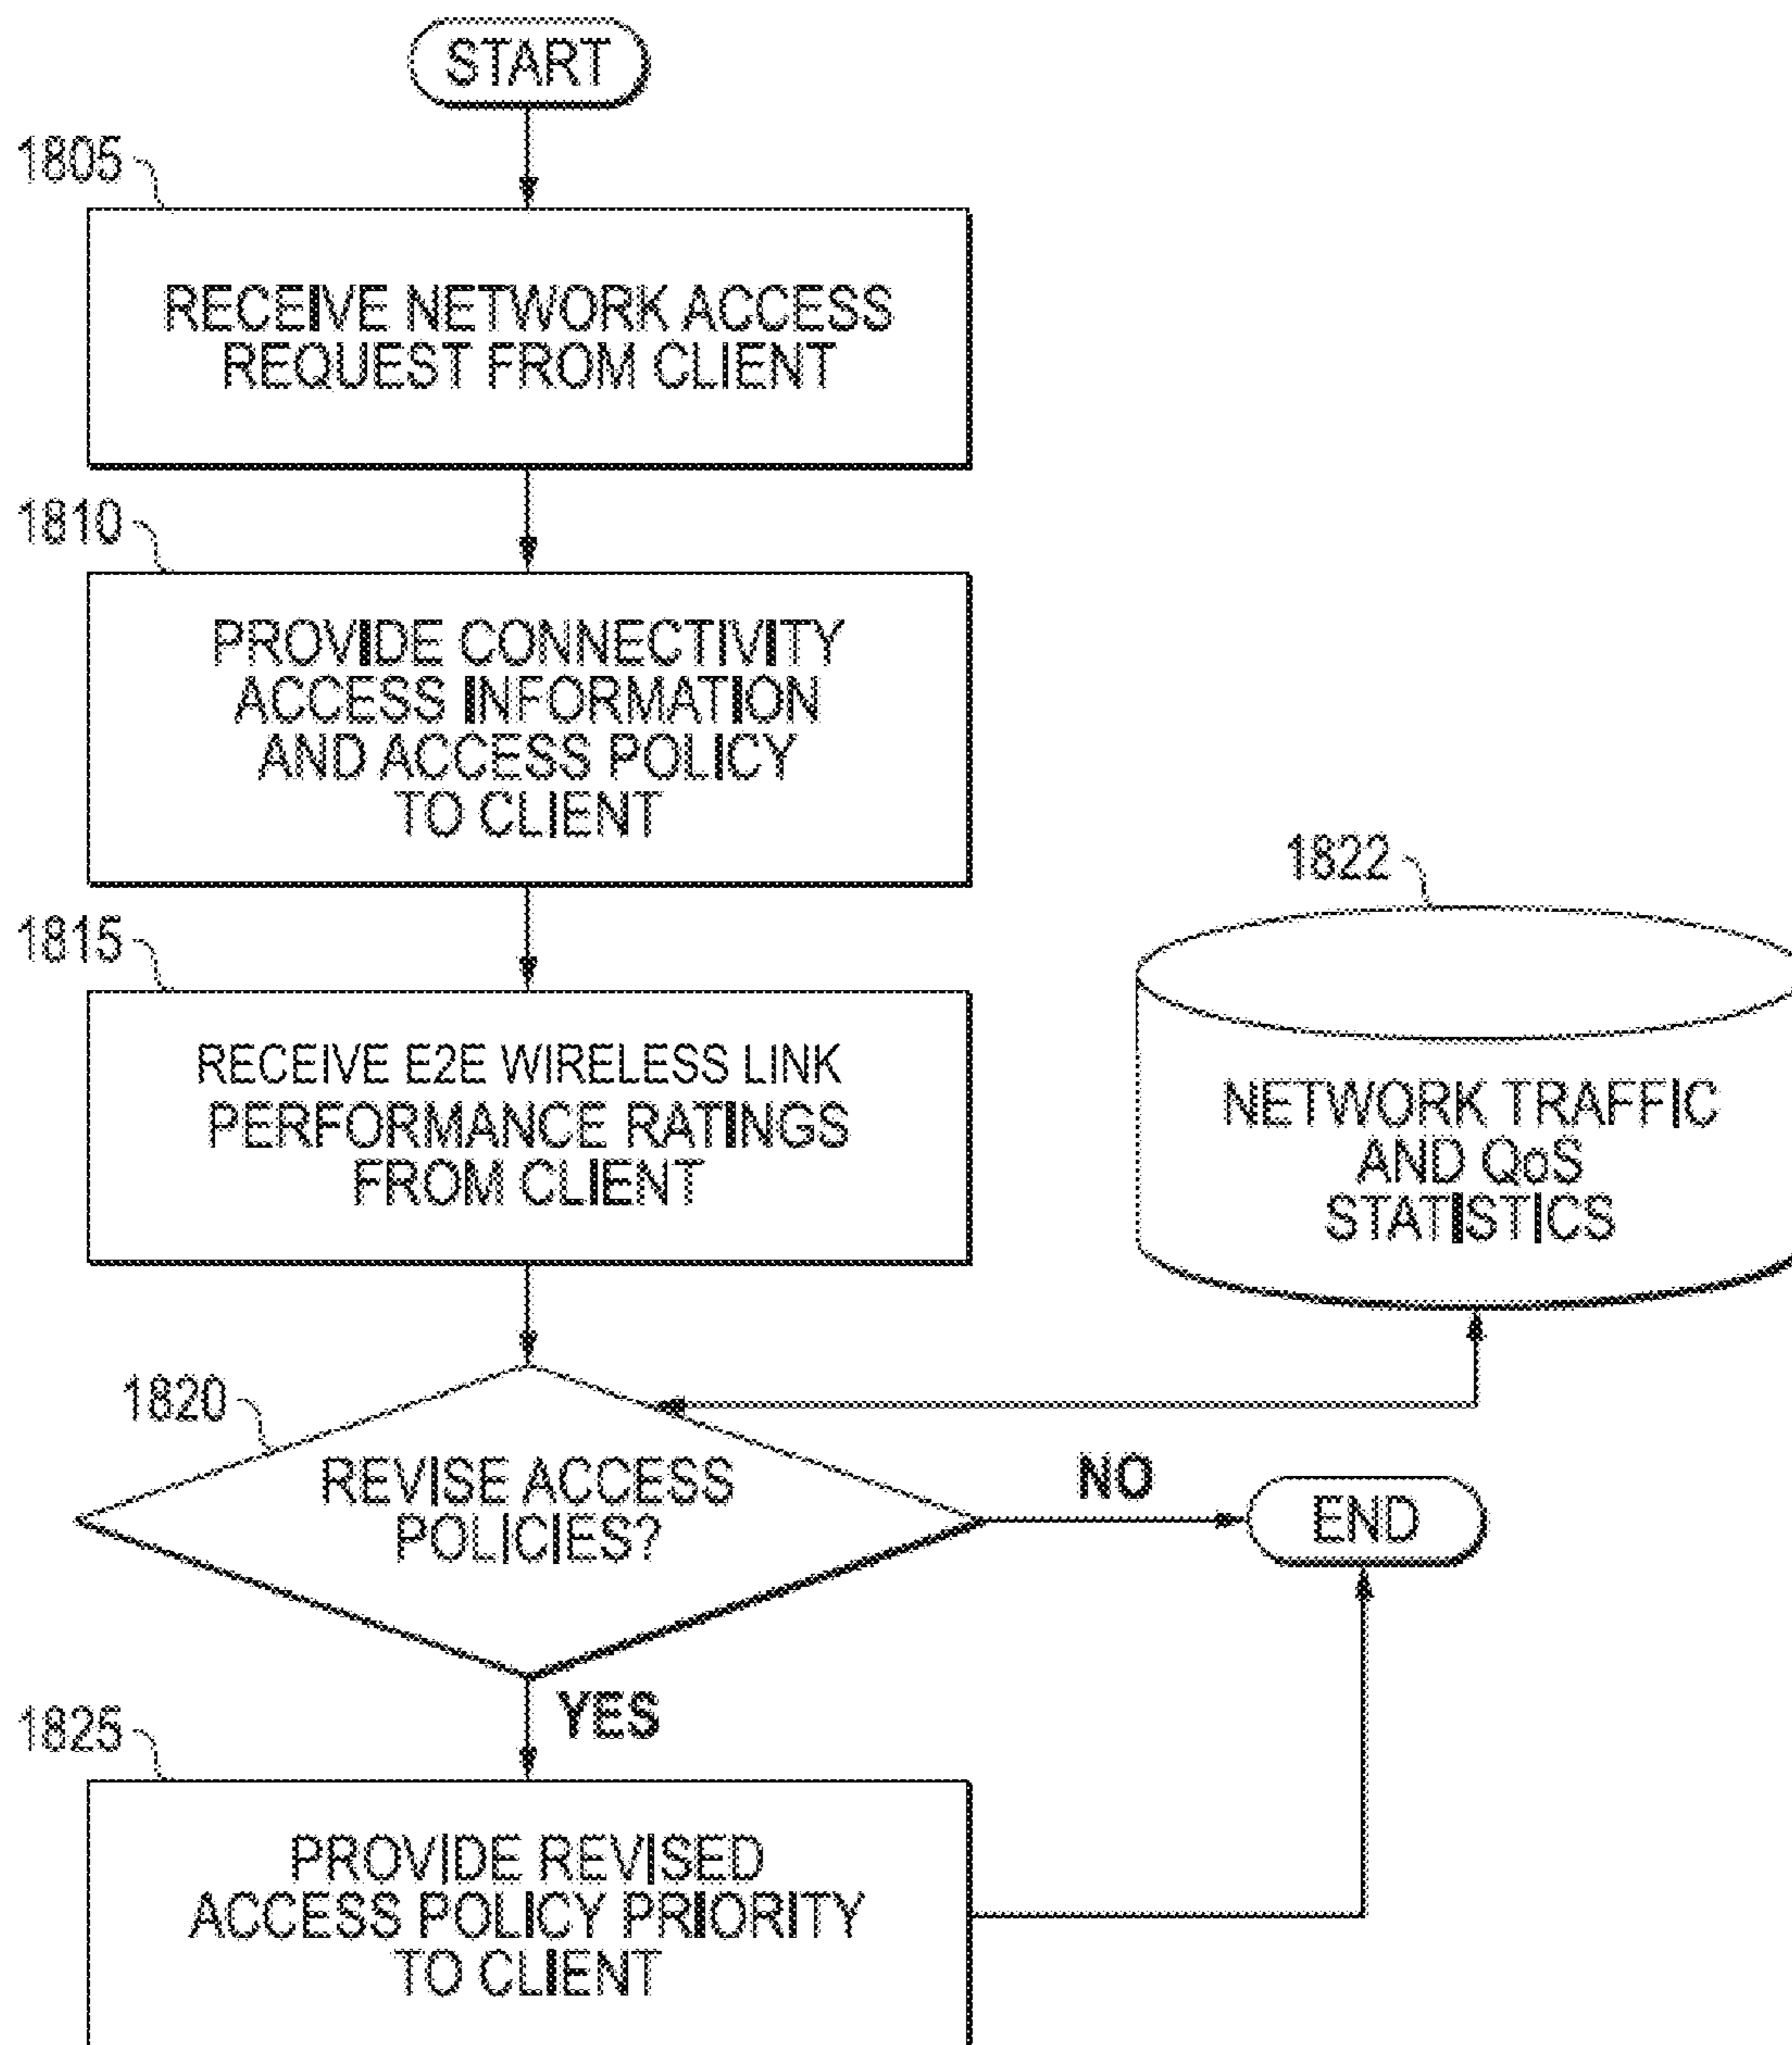 START
1805
RECEIVE NETWORK ACCESS
REQUEST FROM CLIENT
1810
PROVIDE CONNECTIVITY
ACCESS INFORMATION
AND ACCESS POLICY
TO CLIENT
1815
RECEIVE E2E WIRELESS LINK
PERFORMANCE RATINGS
FROM CLIENT
1822
NETWORK TRAFFIC
AND QoS
STATISTICS
1820
REVISE ACCESS
POLICIES?
NO
END
YES
1825
PROVIDE REVISED
ACCESS POLICY PRIORITY
TO CLIENT